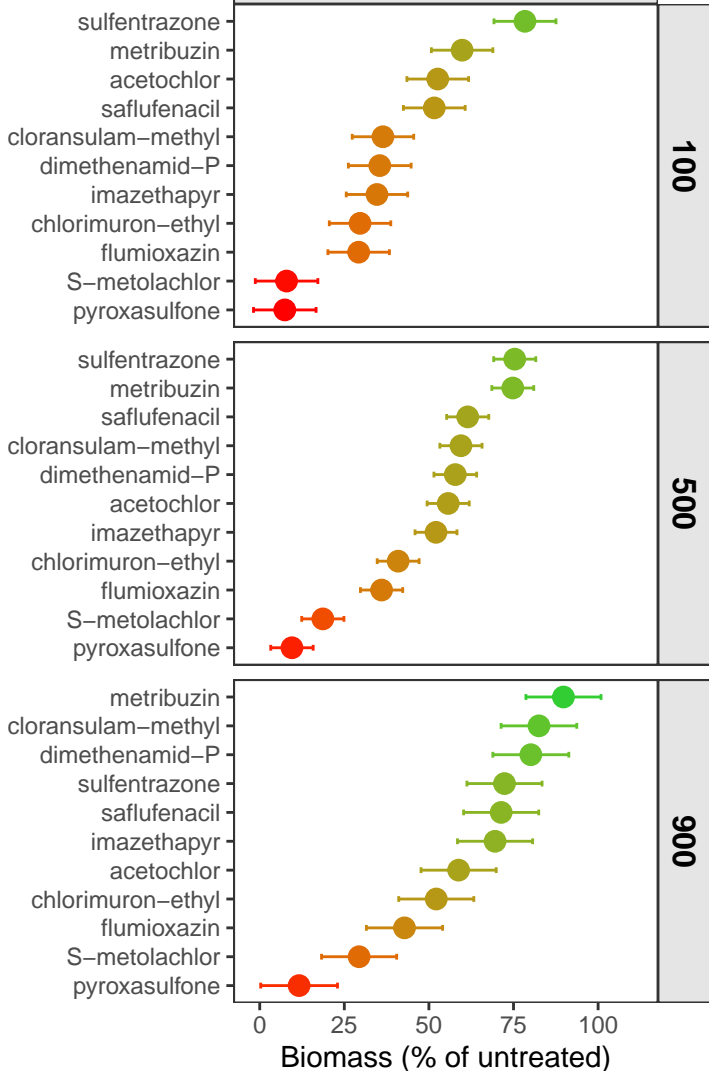 sulfentrazone
metribuzin
acetochlor
saflufenacil
cloransulam−methyl
dimethenamid−P
imazethapyr
chlorimuron−ethyl
flumioxazin
S−metolachlor
pyroxasulfone
100
sulfentrazone
metribuzin
saflufenacil
cloransulam−methyl
dimethenamid−P
acetochlor
imazethapyr
chlorimuron−ethyl
flumioxazin
S−metolachlor
pyroxasulfone
500
metribuzin
cloransulam−methyl
dimethenamid−P
sulfentrazone
saflufenacil
imazethapyr
acetochlor
chlorimuron−ethyl
flumioxazin
S−metolachlor
pyroxasulfone
900
0 25 50 75 100
Biomass (% of untreated)